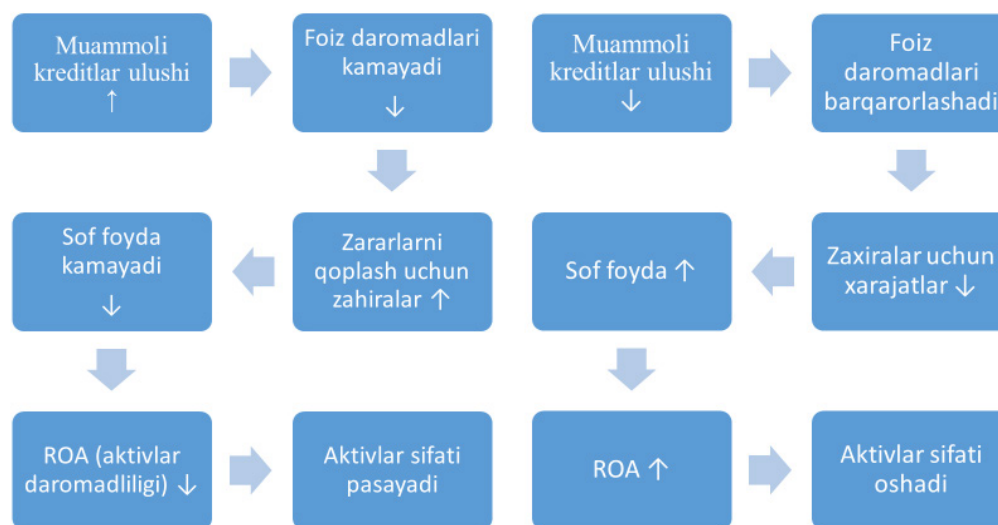 Muammoli
kreditlar ulushi
↑
Foiz daromadlari
kamayadi
↓
Zararlarni
qoplash uchun
zahiralar ↑
Sof foyda
kamayadi
↓
ROA (aktivlar
daromadliligi) ↓
Aktivlar sifati
pasayadi
Muammoli
kreditlar ulushi
↓
Foiz
daromadlari
barqarorlashadi
Zaxiralar uchun
xarajatlar ↓
Sof foyda ↑
ROA ↑
Aktivlar sifati
oshadi